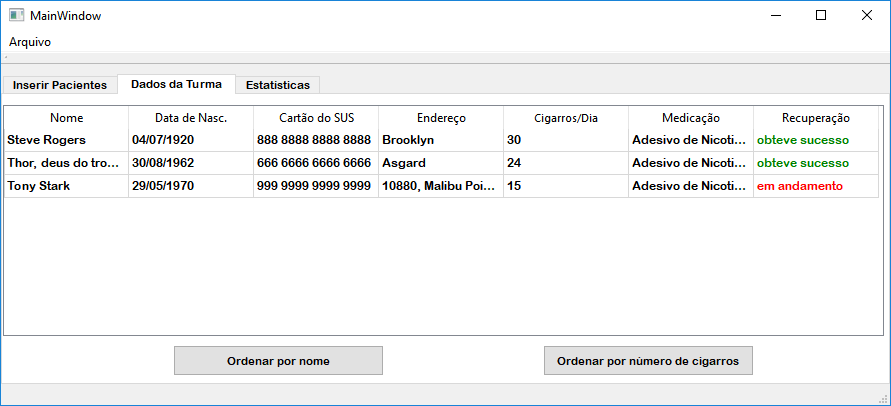 MainWindow
Arquivo
Inserir Pacientes Dados da Turma Estatísticas
Nome Data de Nasc. Cartão do SUS Endereço Cigarros/Dia Medicação Recuperação
Steve Rogers 04/07/1920 888 8888 8888 8888 Brooklyn 30 Adesivo de Nicoti... obteve sucesso
Thor, deus do tro... 30/08/1962 666 6666 6666 6666 Asgard 24 Adesivo de Nicoti... obteve sucesso
Tony Stark 29/05/1970 999 9999 9999 9999 10880, Malibu Poi... 15 Adesivo de Nicoti... em andamento
Ordenar por nome Ordenar por número de cigarros